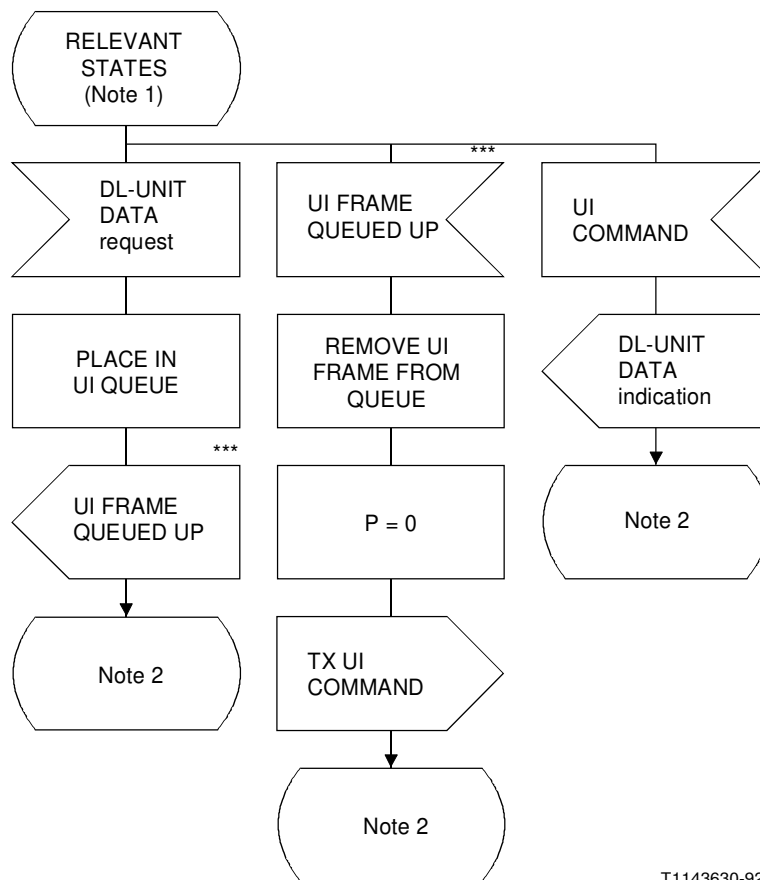 RELEVANT
STATES
(Note 1)
***
DL-UNIT
DATA
request
UI FRAME
QUEUED UP
UI
COMMAND
PLACE IN
UI QUEUE
REMOVE UI
FRAME FROM
QUEUE
DL-UNIT
DATA
indication
***
UI FRAME
QUEUED UP
P = 0
Note 2
Note 2
TX UI
COMMAND
Note 2
T1143630-92